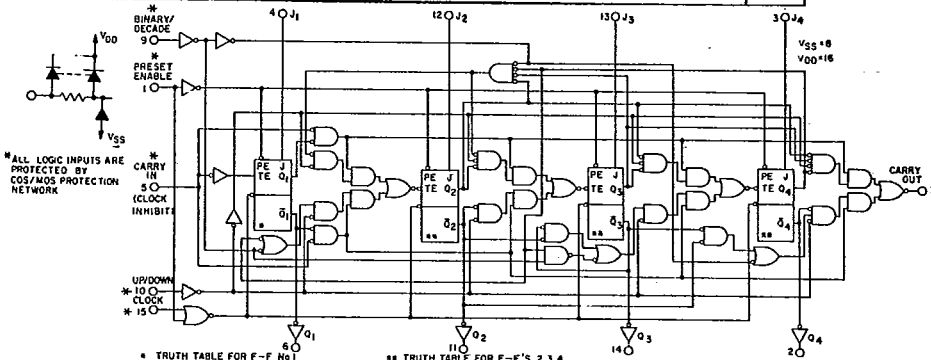 4 J1
12 J2
13 J3
3 J4
*
BINARY/
DECADE
9
VDD
*
PRESET
ENABLE
1
VSS=8
VDD=16
VSS
*ALL LOGIC INPUTS ARE
PROTECTED BY
COS/MOS PROTECTION
NETWORK
*
CARRY
IN
5
(CLOCK
INHIBIT)
PE J
TE Q1
Q̅1
*
PE J
TE Q2
Q̅2
**
PE J
TE Q3
Q̅3
**
PE J
TE Q4
Q̅4
**
CARRY
OUT
UP/DOWN
* 10
CLOCK
* 15
Q1
6
Q2
11
Q3
14
Q4
2
* TRUTH TABLE FOR F-F No1
** TRUTH TABLE FOR F-F'S 2,3,4